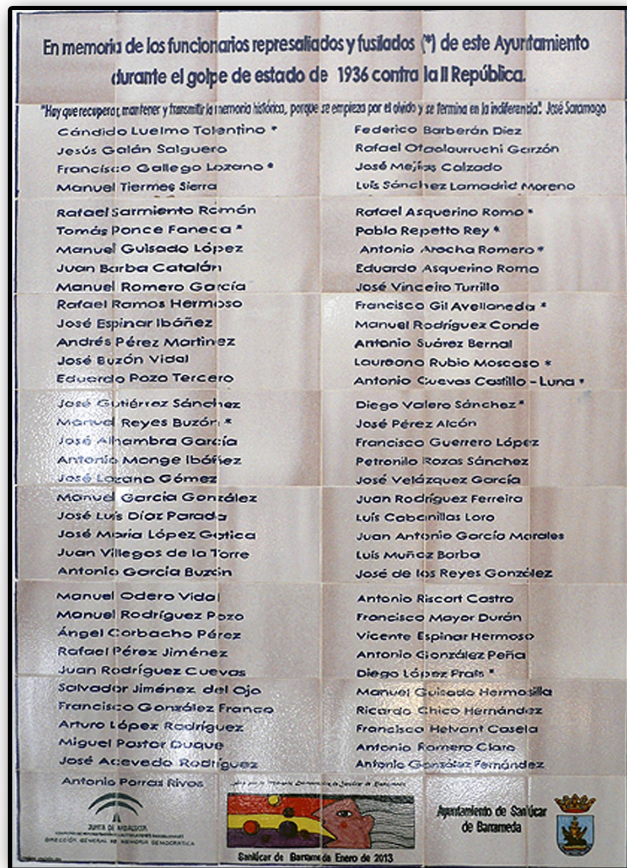 En memoria de los funcionarios represaliados y fusilados (*) de este Ayuntamiento
durante el golpe de estado de 1936 contra la II República.
"Hay que recuperar, mantener y transmitir la memoria histórica, porque se empieza por el olvido y se termina en la indiferencia". José Saramago
Cándido Luelmo Tolentino *
Jesús Galán Salguero
Francisco Gallego Lozano *
Manuel Tiermes Sierra
Rafael Sarmiento Román
Tomás Ponce Faneca *
Manuel Guisado López
Juan Barba Catalán
Manuel Romero García
Rafael Ramos Hermoso
José Espinar Ibáñez
Andrés Pérez Martínez
José Buzón Vidal
Eduardo Pozo Tercero
José Gutiérrez Sánchez
Manuel Reyes Buzón *
José Alhambra García
Antonio Monge Ibáñez
José Lozano Gómez
Manuel García González
José Luis Díaz Parada
José María López Gatica
Juan Villegas de la Torre
Antonio García Buzón
Manuel Odero Vidal
Manuel Rodríguez Pozo
Ángel Corbacho Pérez
Rafael Pérez Jiménez
Juan Rodríguez Cuevas
Salvador Jiménez del Ojo
Francisco González Franco
Arturo López Rodríguez
Miguel Pastor Duque
José Acevedo Rodríguez
Antonio Porras Rivas
Federico Barberán Díez
Rafael Otaolaurruchi Garzón
José Mejías Calzado
Luis Sánchez Lamadrid Moreno
Rafael Asquerino Romo *
Pablo Repetto Rey *
Antonio Arocha Romero *
Eduardo Asquerino Romo
José Vinceiro Turrillo
Francisco Gil Avellaneda *
Manuel Rodríguez Conde
Antonio Suárez Bernal
Laureano Rubio Moscoso *
Antonio Cuevas Castillo - Luna *
Diego Valero Sánchez *
José Pérez Alcón
Francisco Guerrero López
Petronilo Rozas Sánchez
José Velázquez García
Juan Rodríguez Ferreira
Luis Cabanillas Loro
Juan Antonio García Morales
Luis Muñoz Borba
José de los Reyes González
Antonio Riscort Castro
Francisco Mayor Durán
Vicente Espinar Hermoso
Antonio González Peña
Diego López Prats *
Manuel Guisado Hermosilla
Ricardo Chico Hernández
Francisco Helvant Casela
Antonio Romero Claro
Antonio González Fernández
JUNTA DE ANDALUCIA
DIRECCIÓN GENERAL DE MEMORIA DEMOCRÁTICA
Sanlúcar de Barrameda Enero de 2013
Ayuntamiento de Sanlúcar
de Barrameda